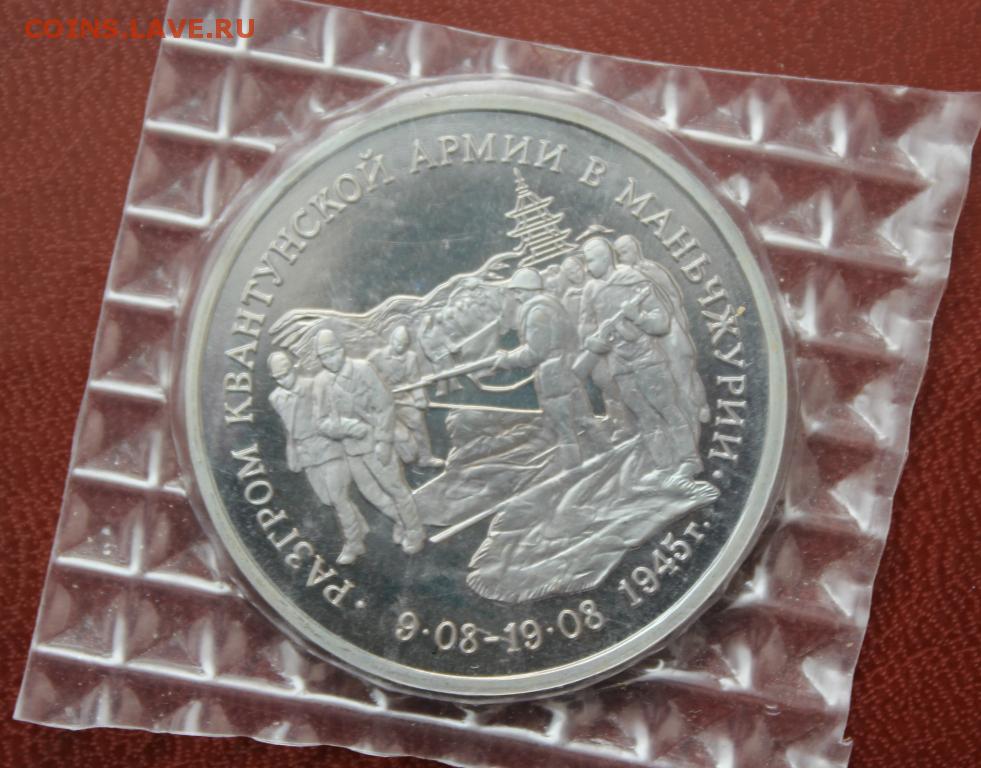 COINS.LAVE.RU
· РАЗГРОМ КВАНТУНСКОЙ АРМИИ В МАНЬЧЖУРИИ ·
9·08-19·08 1945г.